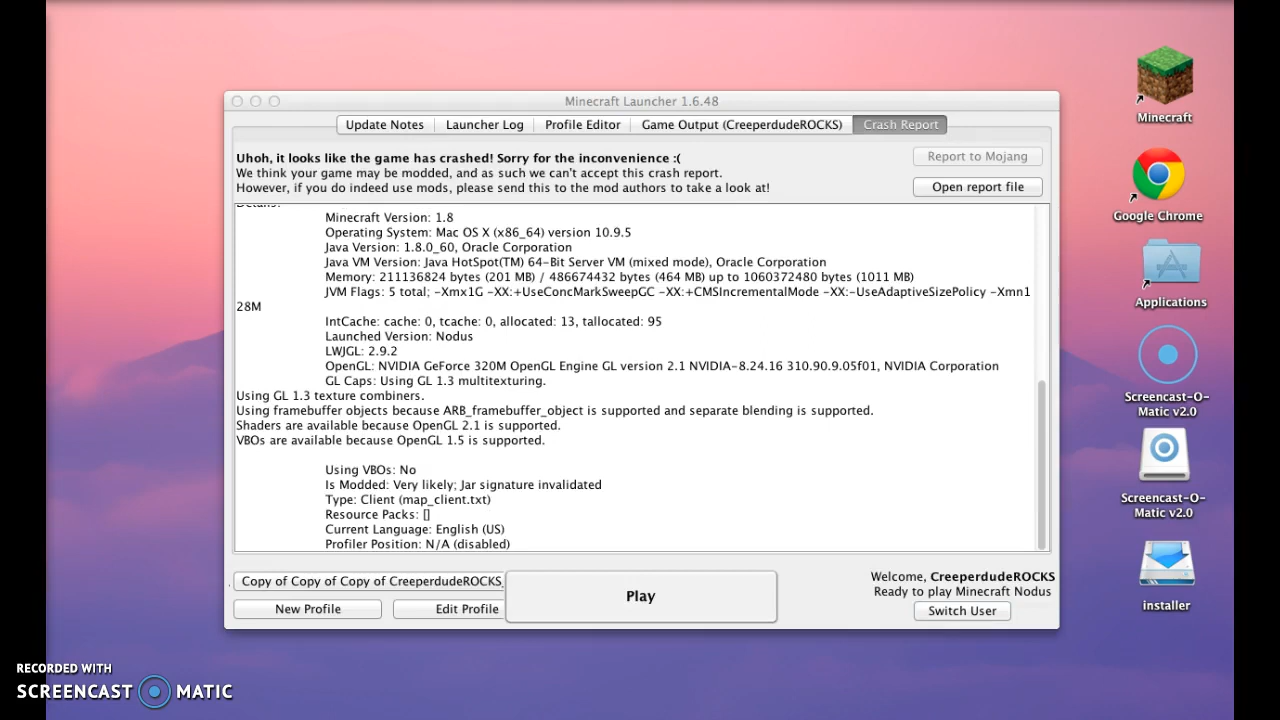 Minecraft Launcher 1.6.48
Update Notes
Launcher Log
Profile Editor
Game Output (CreeperdudeROCKS)
Crash Report
Uhoh, it looks like the game has crashed! Sorry for the inconvenience :(
We think your game may be modded, and as such we can't accept this crash report.
However, if you do indeed use mods, please send this to the mod authors to take a look at!
Report to Mojang
Open report file
Details:
Minecraft Version: 1.8
Operating System: Mac OS X (x86_64) version 10.9.5
Java Version: 1.8.0_60, Oracle Corporation
Java VM Version: Java HotSpot(TM) 64-Bit Server VM (mixed mode), Oracle Corporation
Memory: 211136824 bytes (201 MB) / 486674432 bytes (464 MB) up to 1060372480 bytes (1011 MB)
JVM Flags: 5 total; -Xmx1G -XX:+UseConcMarkSweepGC -XX:+CMSIncrementalMode -XX:-UseAdaptiveSizePolicy -Xmn1
28M
IntCache: cache: 0, tcache: 0, allocated: 13, tallocated: 95
Launched Version: Nodus
LWJGL: 2.9.2
OpenGL: NVIDIA GeForce 320M OpenGL Engine GL version 2.1 NVIDIA-8.24.16 310.90.9.05f01, NVIDIA Corporation
GL Caps: Using GL 1.3 multitexturing.
Using GL 1.3 texture combiners.
Using framebuffer objects because ARB_framebuffer_object is supported and separate blending is supported.
Shaders are available because OpenGL 2.1 is supported.
VBOs are available because OpenGL 1.5 is supported.
Using VBOs: No
Is Modded: Very likely; Jar signature invalidated
Type: Client (map_client.txt)
Resource Packs: []
Current Language: English (US)
Profiler Position: N/A (disabled)
Copy of Copy of Copy of CreeperdudeROCKS
New Profile
Edit Profile
Play
Welcome, CreeperdudeROCKS
Ready to play Minecraft Nodus
Switch User
Minecraft
Google Chrome
Applications
Screencast-O-
Matic v2.0
Screencast-O-
Matic v2.0
installer
RECORDED WITH
SCREENCAST MATIC